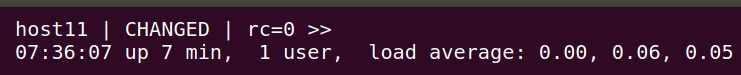 host11 | CHANGED | rc=0 >>
07:36:07 up 7 min,  1 user,  load average: 0.00, 0.06, 0.05